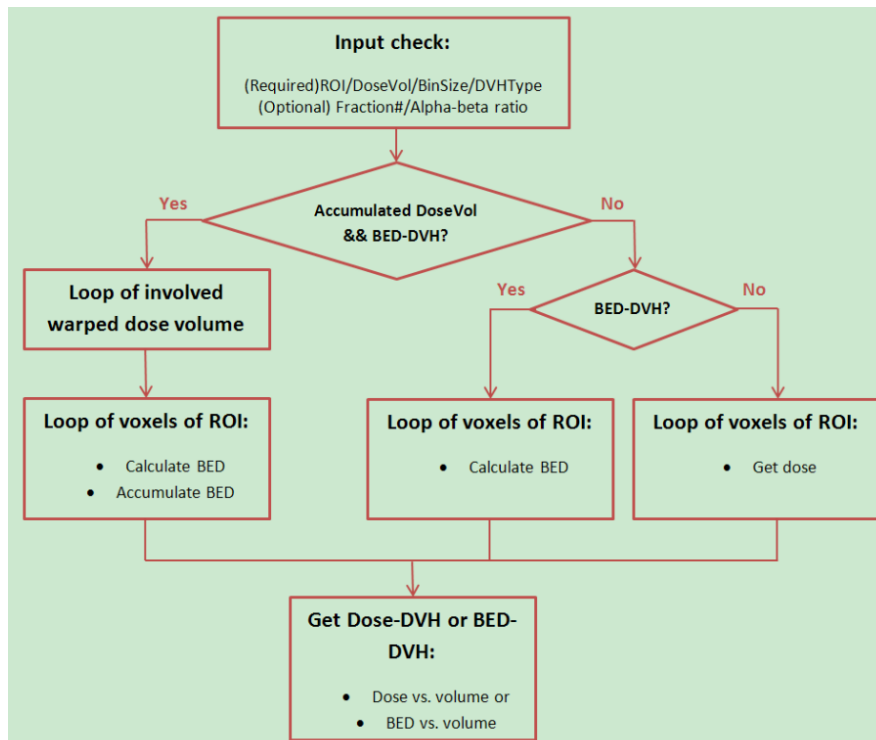 Input check:
(Required)ROI/DoseVol/BinSize/DVHType
(Optional) Fraction#/Alpha-beta ratio
Yes
Accumulated DoseVol
&& BED-DVH?
No
Loop of involved
warped dose volume
Yes
BED-DVH?
No
Loop of voxels of ROI:
• Calculate BED
• Accumulate BED
Loop of voxels of ROI:
• Calculate BED
Loop of voxels of ROI:
• Get dose
Get Dose-DVH or BED-
DVH:
• Dose vs. volume or
• BED vs. volume